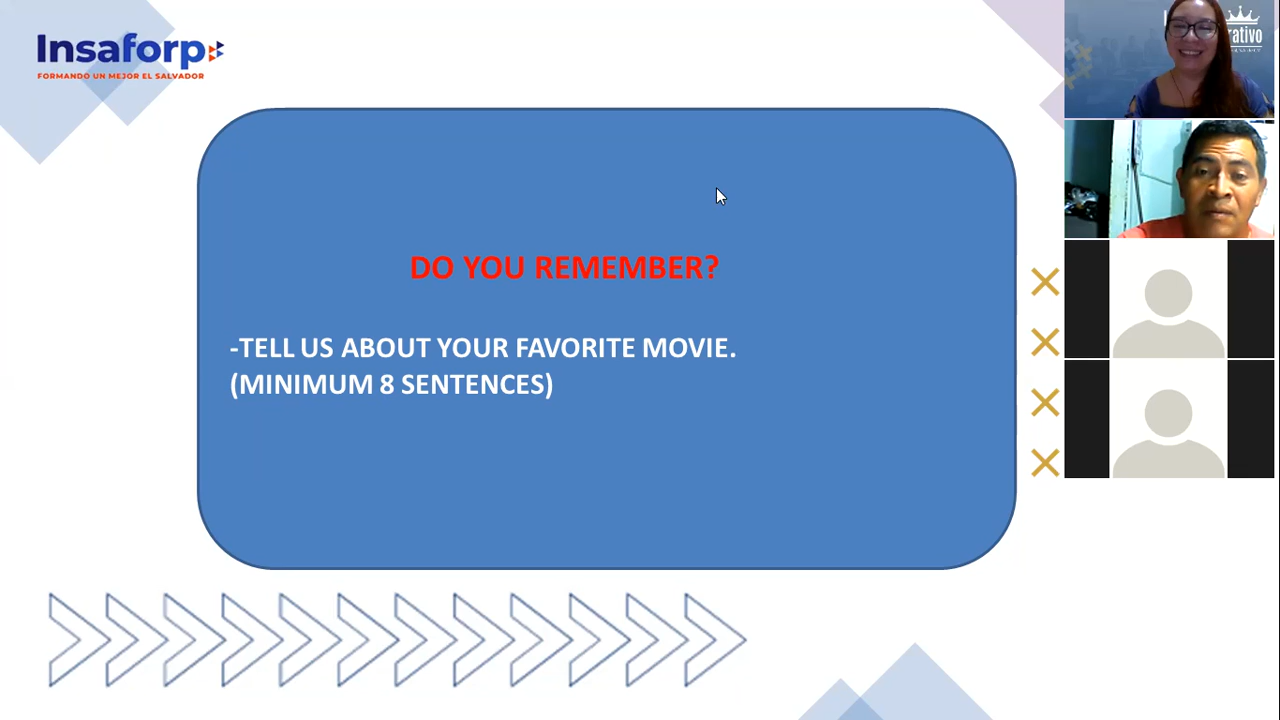 Insaforp
FORMANDO UN MEJOR EL SALVADOR
DO YOU REMEMBER?
-TELL US ABOUT YOUR FAVORITE MOVIE.
(MINIMUM 8 SENTENCES)